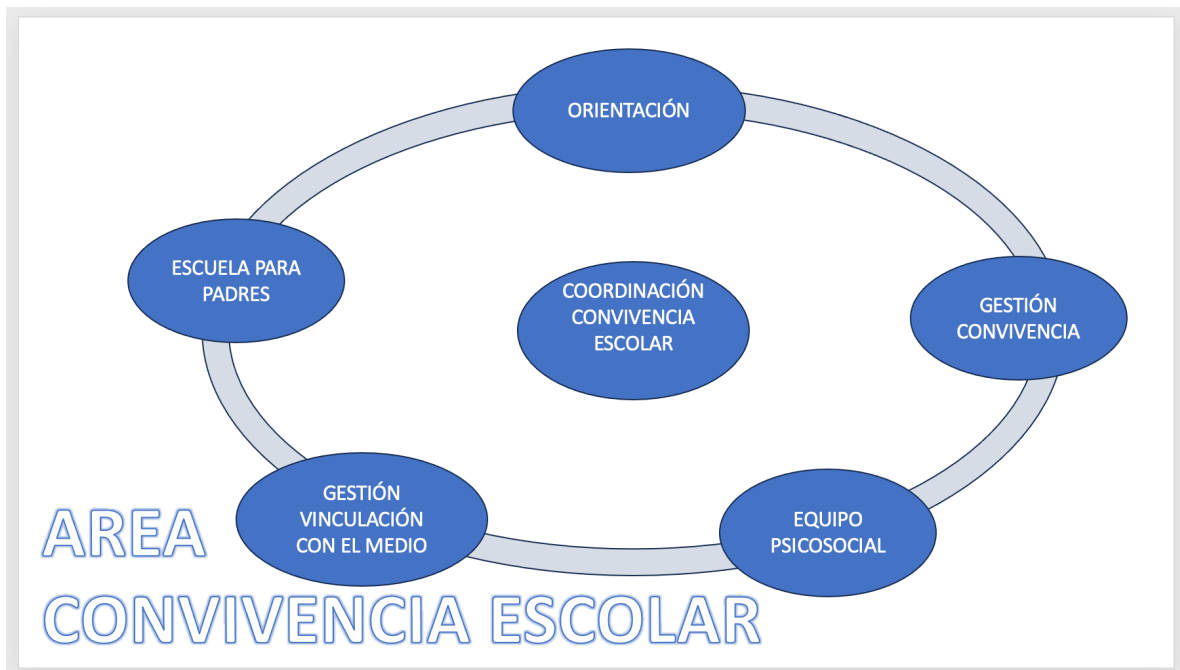 ORIENTACIÓN
ESCUELA PARA
PADRES
COORDINACIÓN
CONVIVENCIA
ESCOLAR
GESTIÓN
CONVIVENCIA
GESTIÓN
VINCULACIÓN
CON EL MEDIO
EQUIPO
PSICOSOCIAL
AREA
CONVIVENCIA ESCOLAR